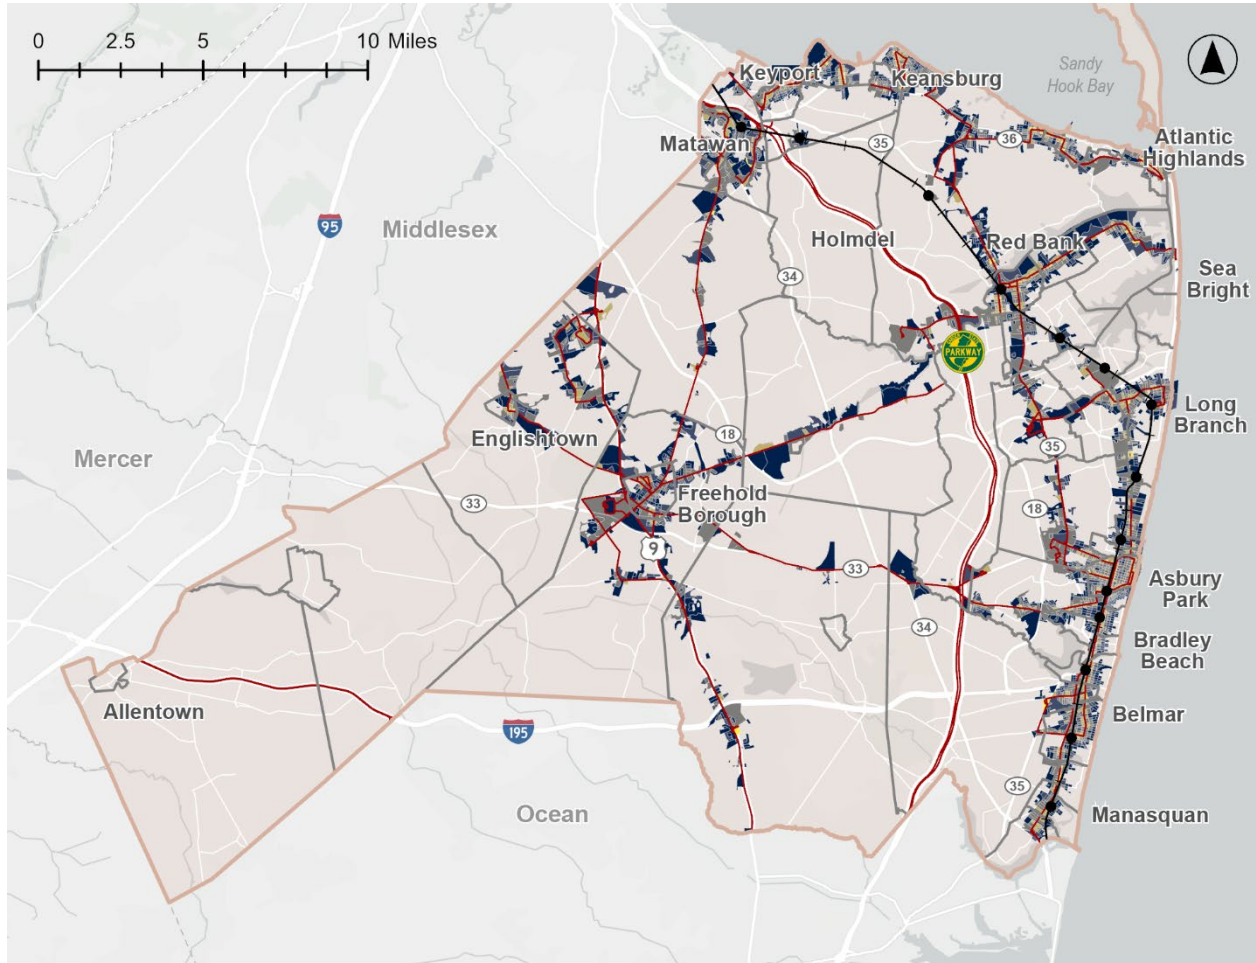 0 2.5 5 10 Miles
Sandy
Hook Bay
Keyport
Keansburg
Matawan
35
36
Atlantic
Highlands
95
Middlesex
Holmdel
Red Bank
34
Sea
Bright
PARKWAY
Englishtown
18
Long
Branch
35
Mercer
33
Freehold
Borough
18
9
33
Asbury
Park
34
Bradley
Beach
Allentown
Belmar
195
35
Ocean
Manasquan